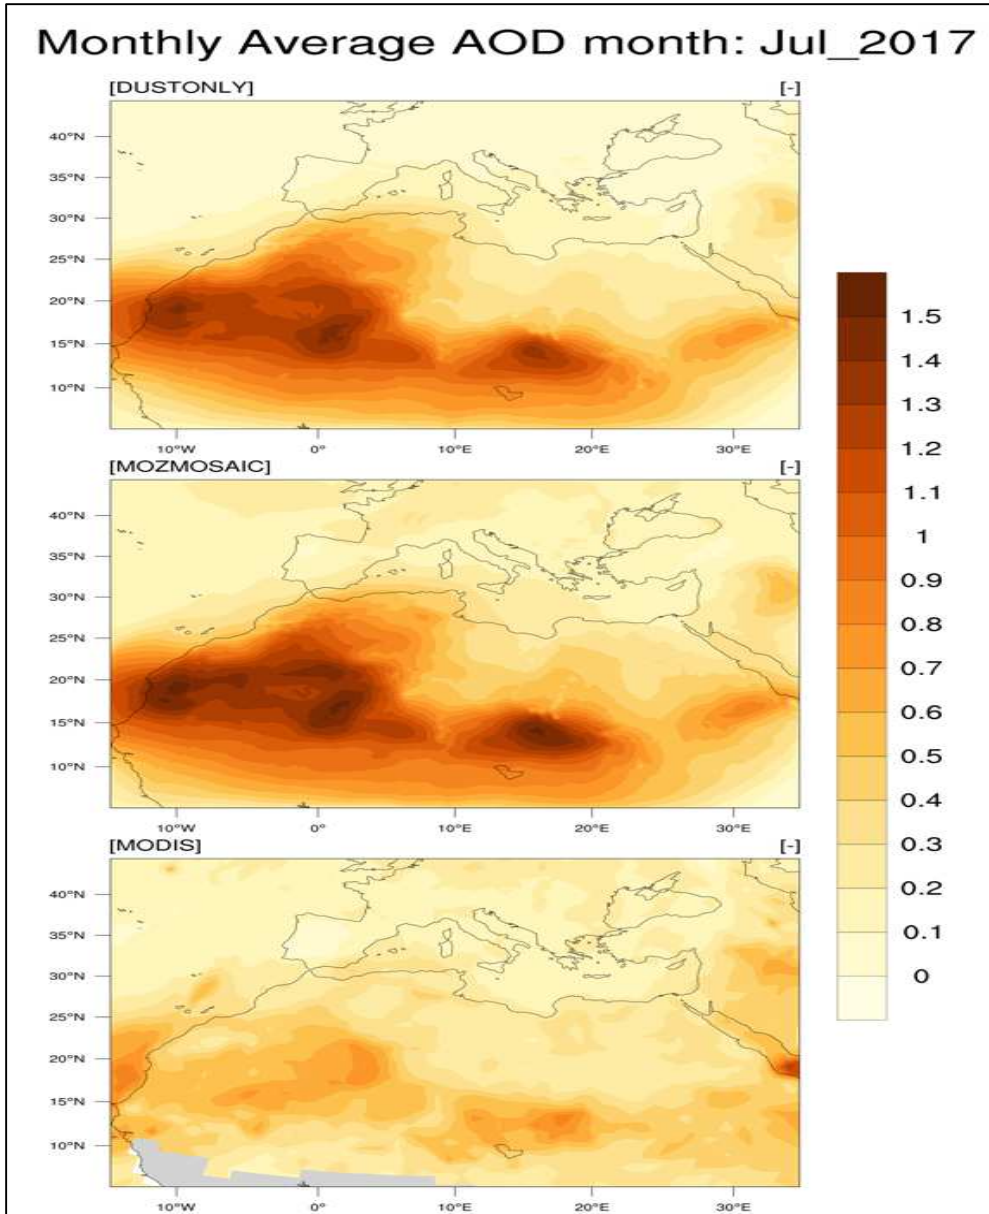 Monthly Average AOD month: Jul_2017
[DUSTONLY] [-]
40°N
35°N
30°N
25°N
20°N
15°N
10°N
10°W 0° 10°E 20°E 30°E
[MOZMOSAIC] [-]
40°N
35°N
30°N
25°N
20°N
15°N
10°N
10°W 0° 10°E 20°E 30°E
[MODIS] [-]
40°N
35°N
30°N
25°N
20°N
15°N
10°N
10°W 0° 10°E 20°E 30°E
1.5
1.4
1.3
1.2
1.1
1
0.9
0.8
0.7
0.6
0.5
0.4
0.3
0.2
0.1
0